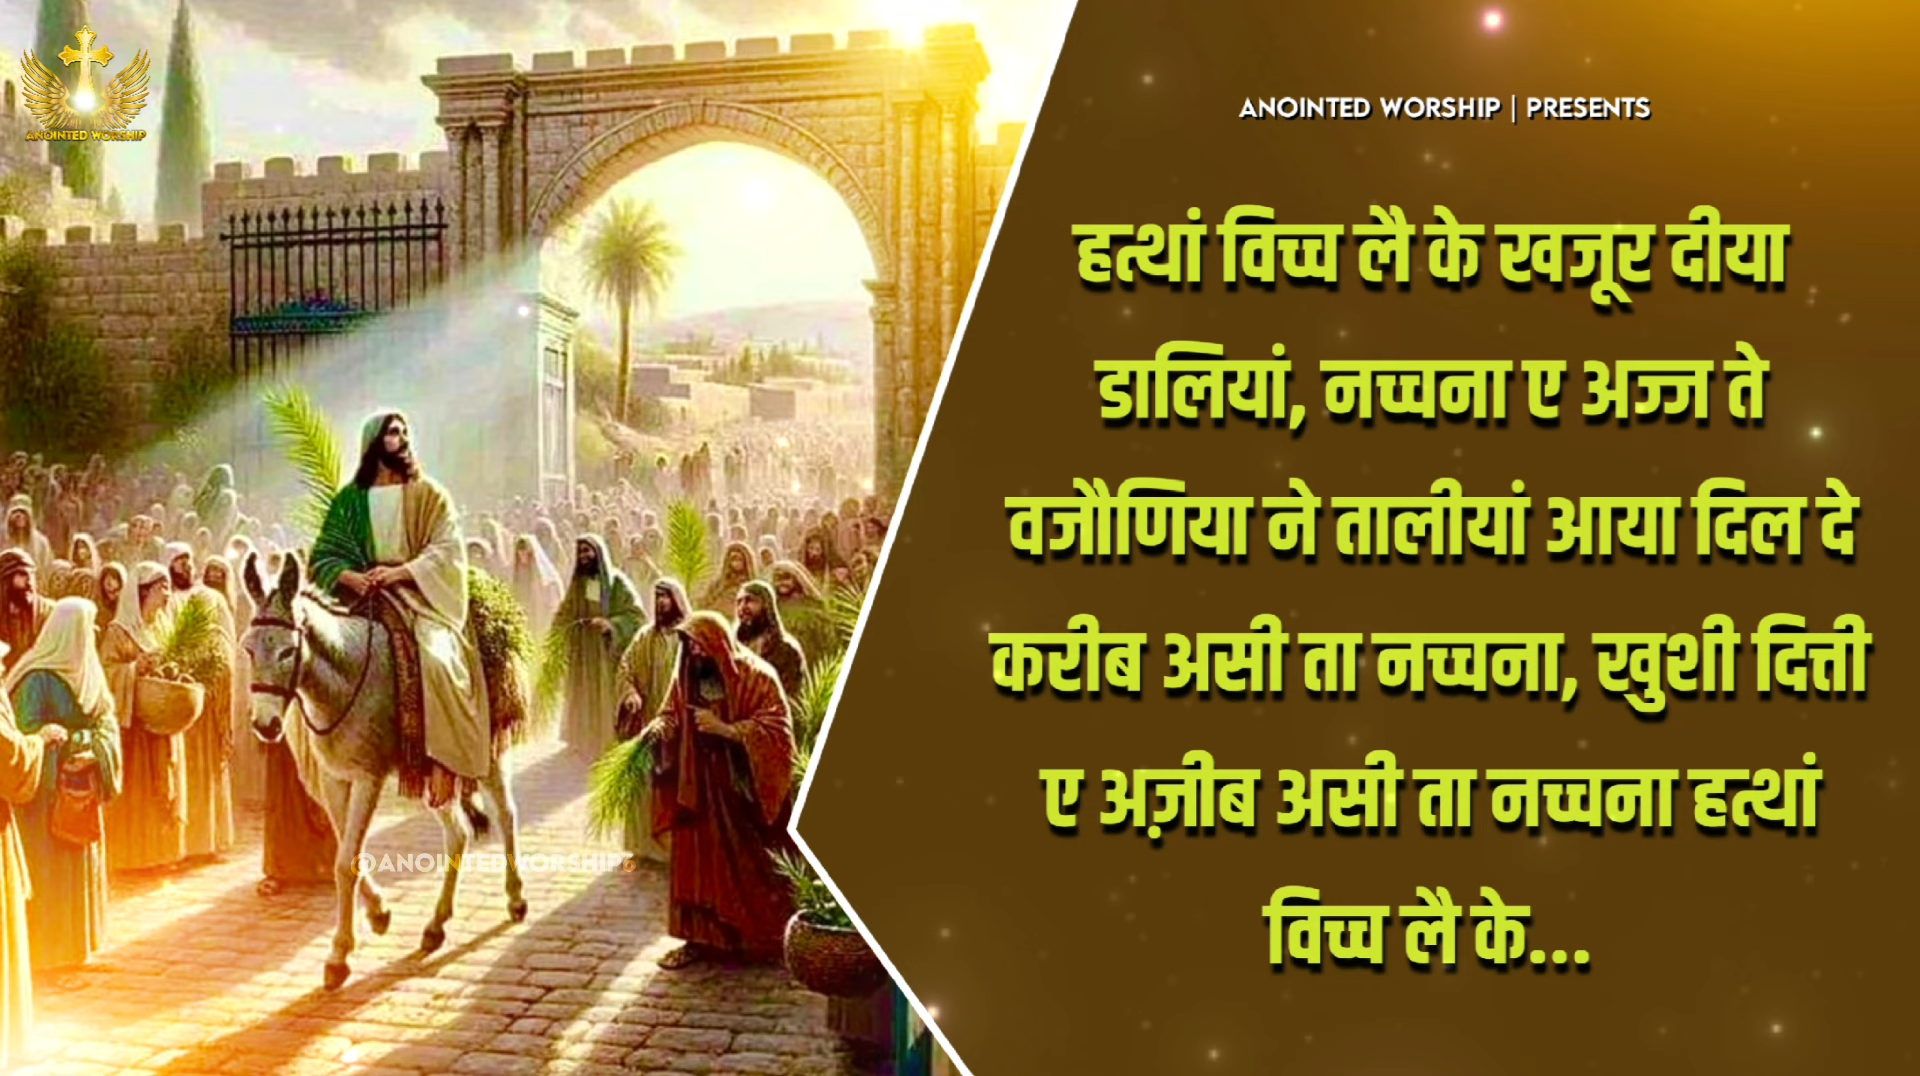 ANOINTED WORSHIP
ANOINTED WORSHIP | PRESENTS
हत्थां विच्च लै के खजूर दीया
डालियां, नच्चना ए अज्ज ते
वजौणिया ने तालीयां आया दिल दे
करीब असी ता नच्चना, खुशी दित्ती
ए अज़ीब असी ता नच्चना हत्थां
विच्च लै के...
@ANOINTEDWORSHIP6